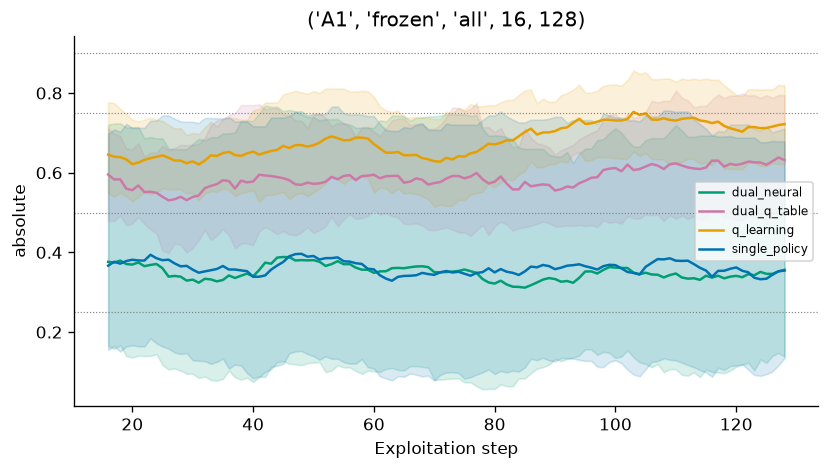 ('A1', 'frozen', 'all', 16, 128)
absolute
0.8
0.6
0.4
0.2
dual_neural
dual_q_table
q_learning
single_policy
20 40 60 80 100 120
Exploitation step